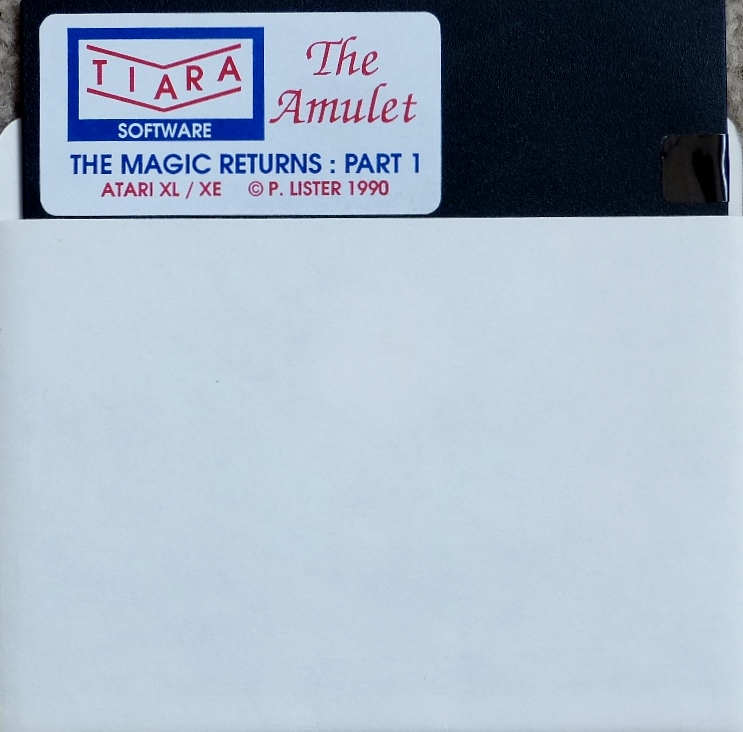 TIARA
SOFTWARE
The
Amulet
THE MAGIC RETURNS : PART 1
ATARI XL / XE © P. LISTER 1990